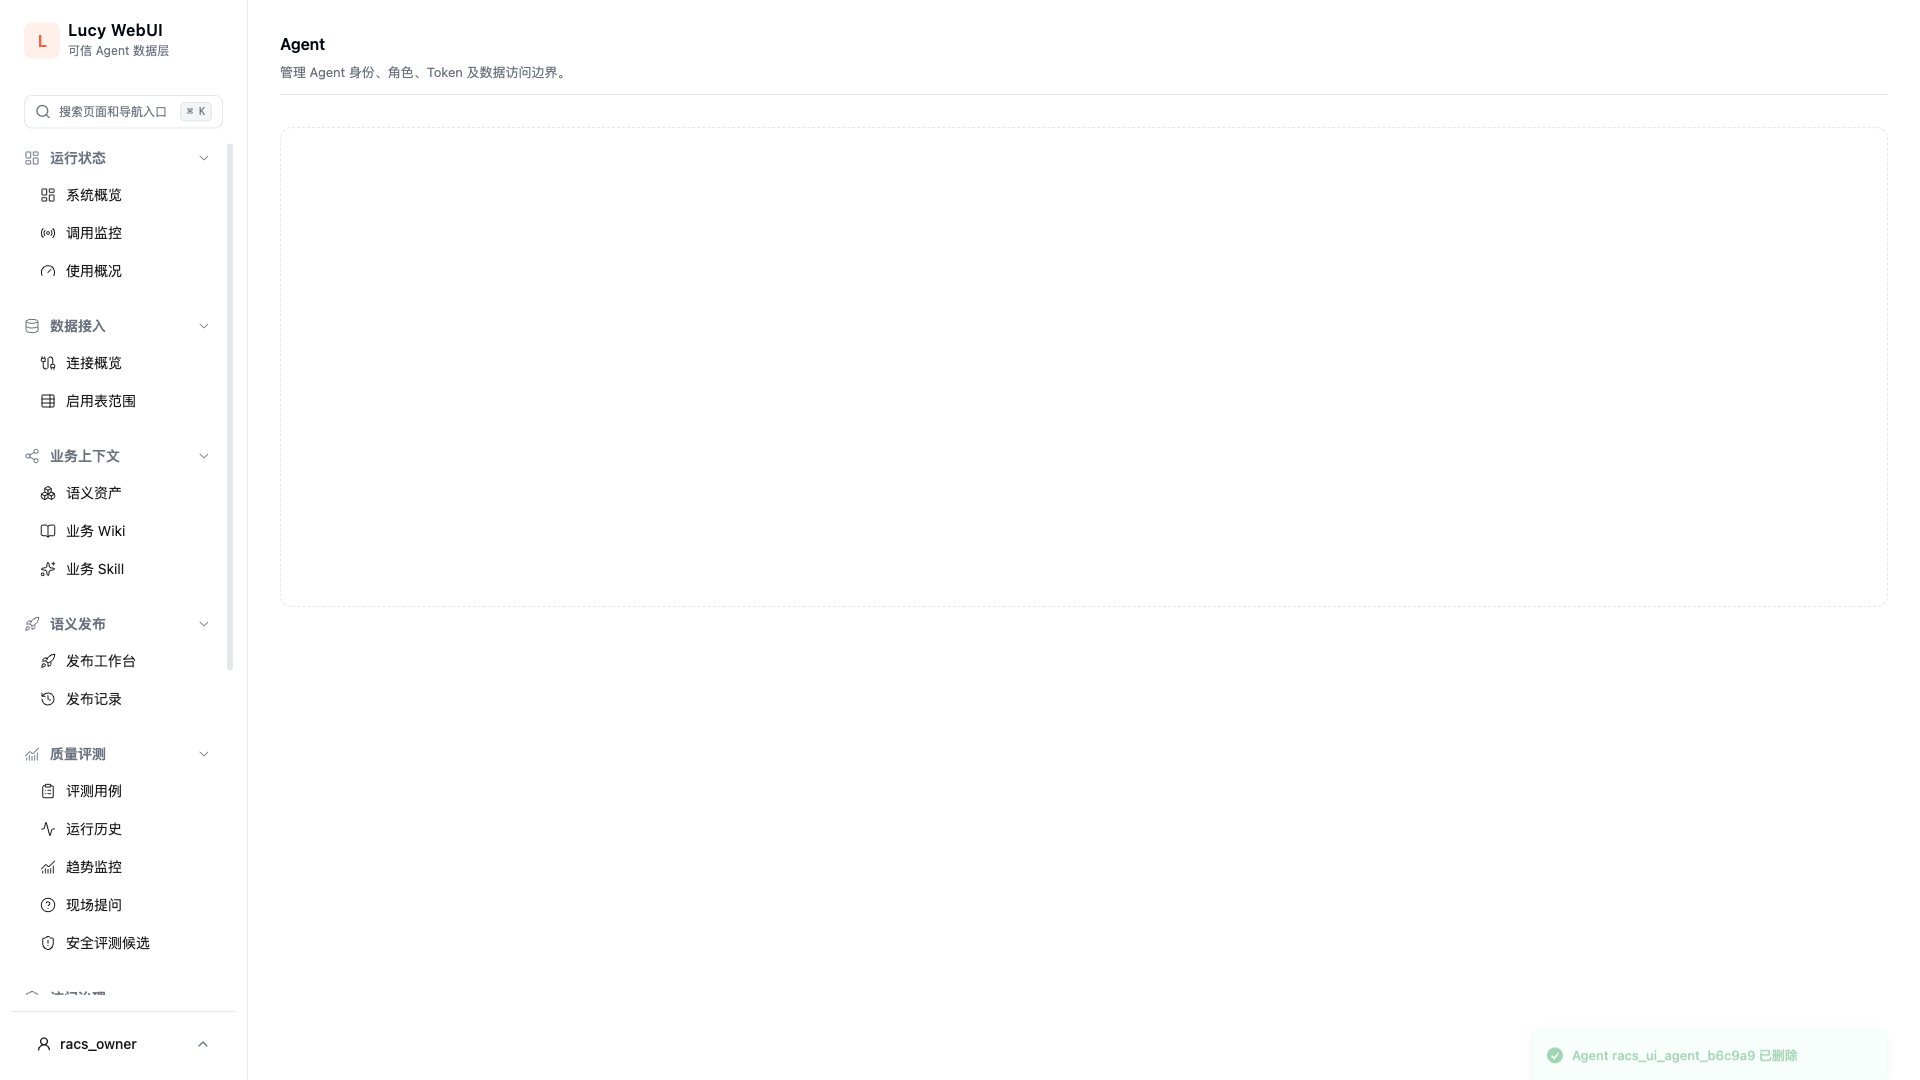 L
Lucy WebUI
可信 Agent 数据层
搜索页面和导航入口 ⌘ K
运行状态
系统概览
调用监控
使用概况
数据接入
连接概览
启用表范围
业务上下文
语义资产
业务 Wiki
业务 Skill
语义发布
发布工作台
发布记录
质量评测
评测用例
运行历史
趋势监控
现场提问
安全评测候选
访问治理
racs_owner
Agent
管理 Agent 身份、角色、Token 及数据访问边界。
Agent racs_ui_agent_b6c9a9 已删除